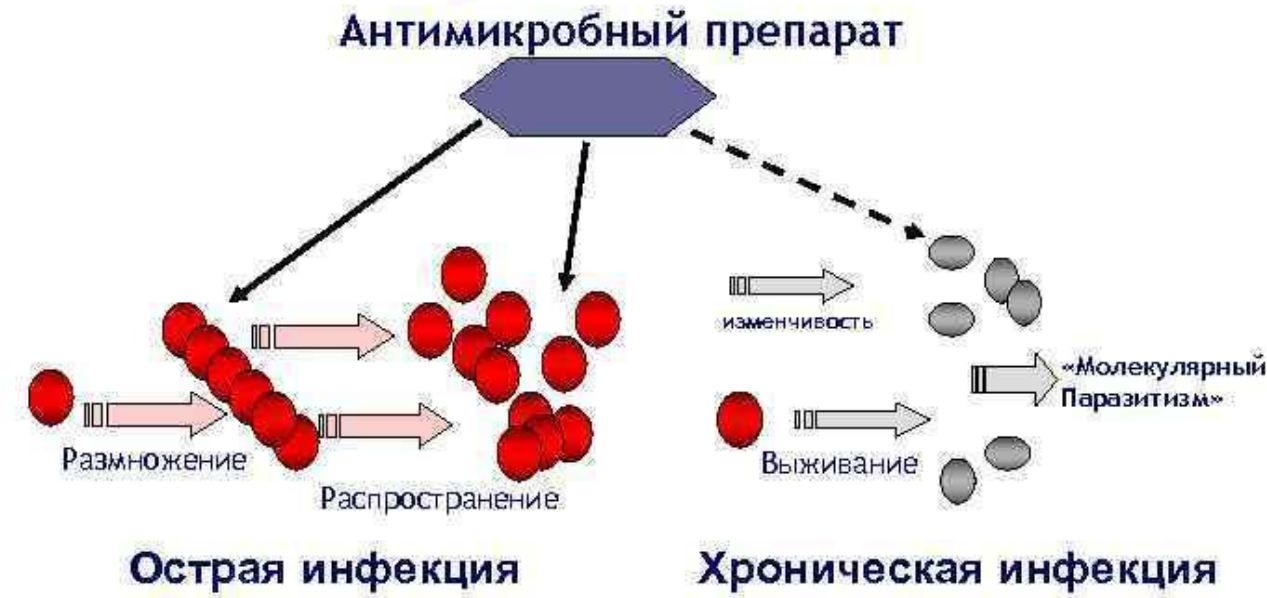 Антимикробный препарат
изменчивость
«Молекулярный
Паразитизм»
Размножение
Выживание
Распространение
Острая инфекция
Хроническая инфекция